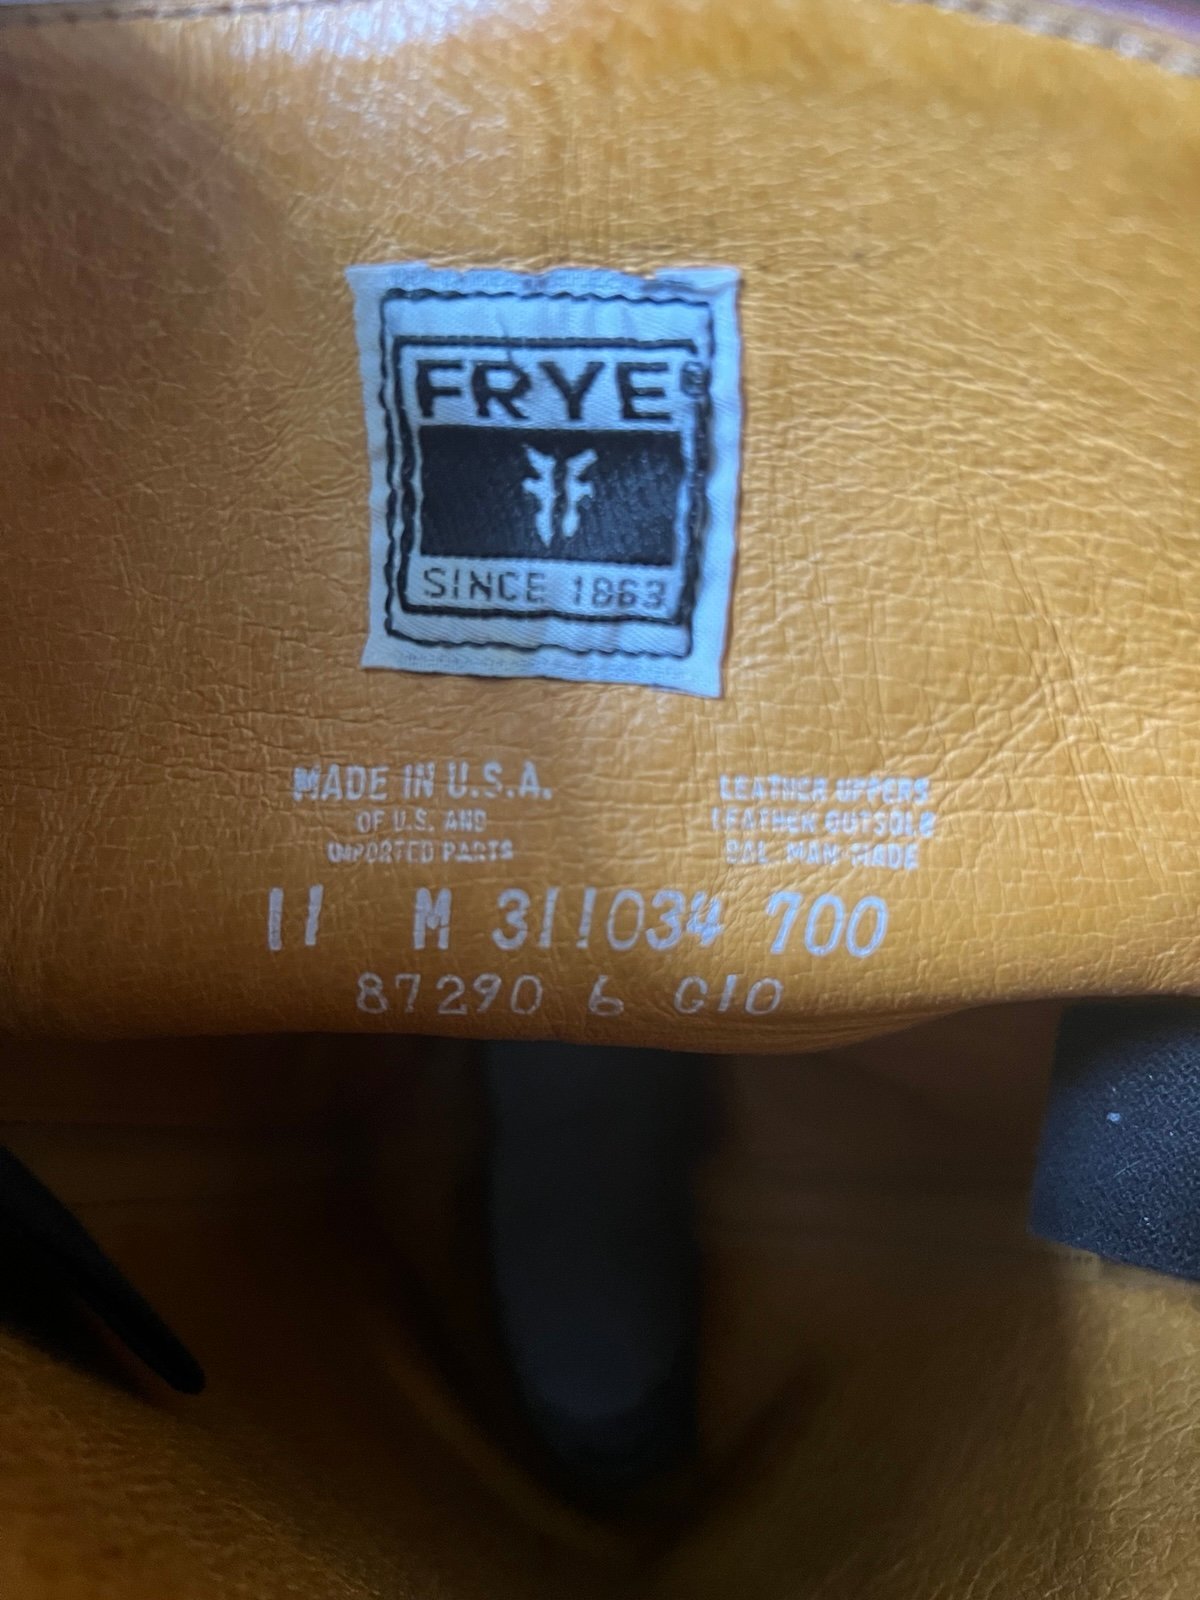 FRYE®
SINCE 1863
MADE IN U.S.A.
OF U.S. AND
IMPORTED PARTS
LEATHER UPPERS
LEATHER OUTSOLE
BAL. MAN MADE
11 M 311034 700
87290 6 G10